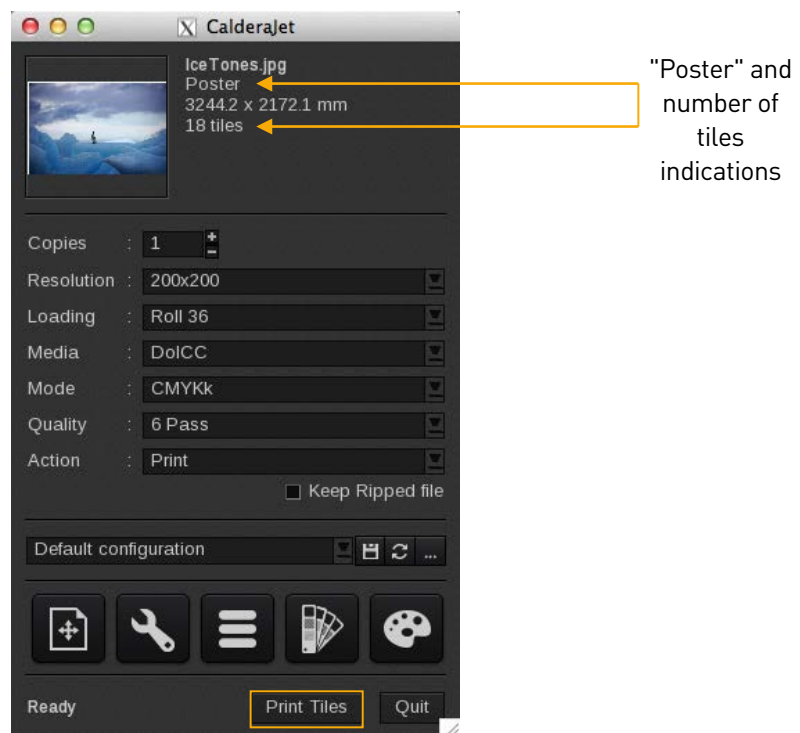 CalderaJet
IceTones.jpg
Poster
3244.2 x 2172.1 mm
18 tiles
"Poster" and
number of
tiles
indications
Copies : 1
Resolution : 200x200
Loading : Roll 36
Media : DolCC
Mode : CMYKk
Quality : 6 Pass
Action : Print
Keep Ripped file
Default configuration ...
Ready Print Tiles Quit